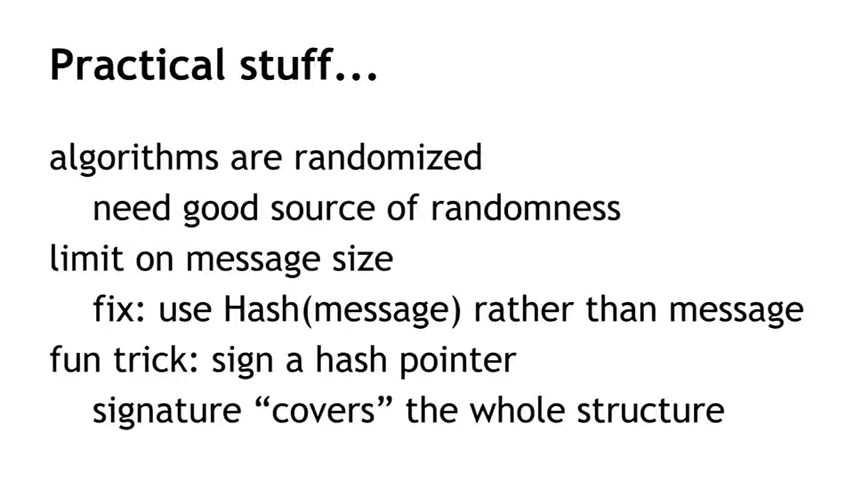 Practical stuff...
algorithms are randomized
need good source of randomness
limit on message size
fix: use Hash(message) rather than message
fun trick: sign a hash pointer
signature “covers” the whole structure